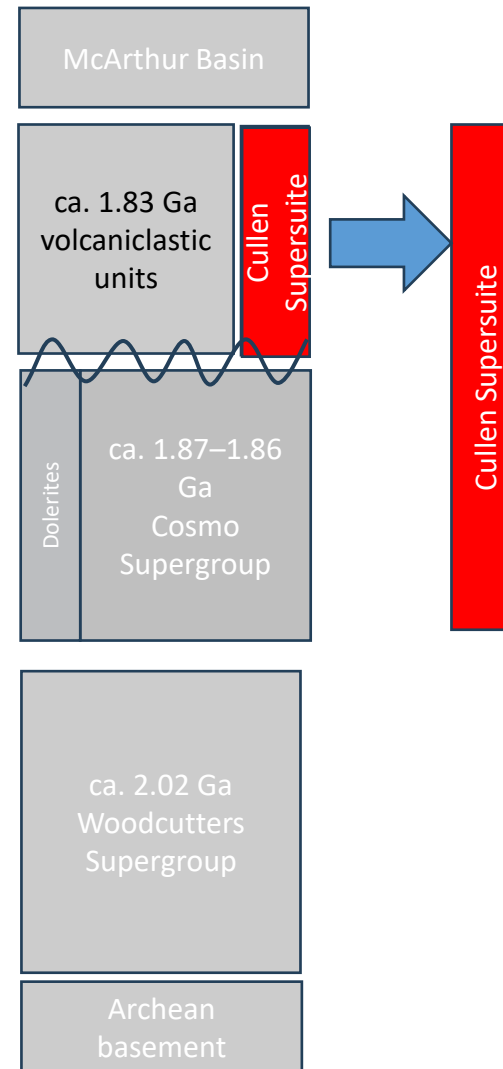 McArthur Basin
ca. 1.83 Ga
volcaniclastic
units
Cullen
Supersuite
Cullen Supersuite
Dolerites
ca. 1.87–1.86
Ga
Cosmo
Supergroup
ca. 2.02 Ga
Woodcutters
Supergroup
Archean
basement